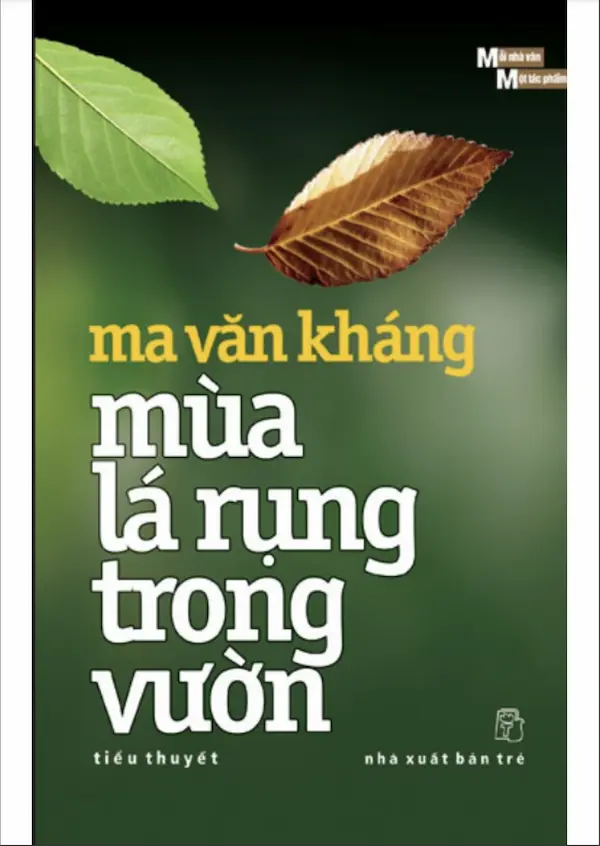 Mỗi nhà văn
Một tác phẩm
ma văn kháng
mùa
lá rụng
trong
vườn
tiểu thuyết
nhà xuất bản trẻ